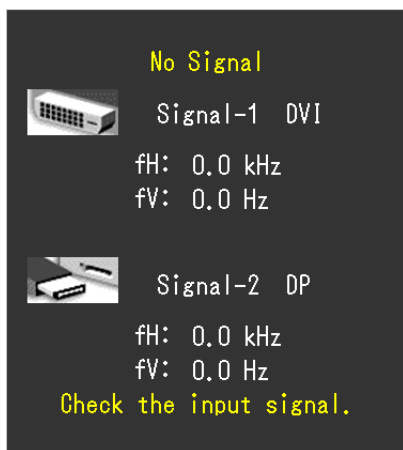 No Signal
Signal-1 DVI
fH: 0.0 kHz
fV: 0.0 Hz
Signal-2 DP
fH: 0.0 kHz
fV: 0.0 Hz
Check the input signal.